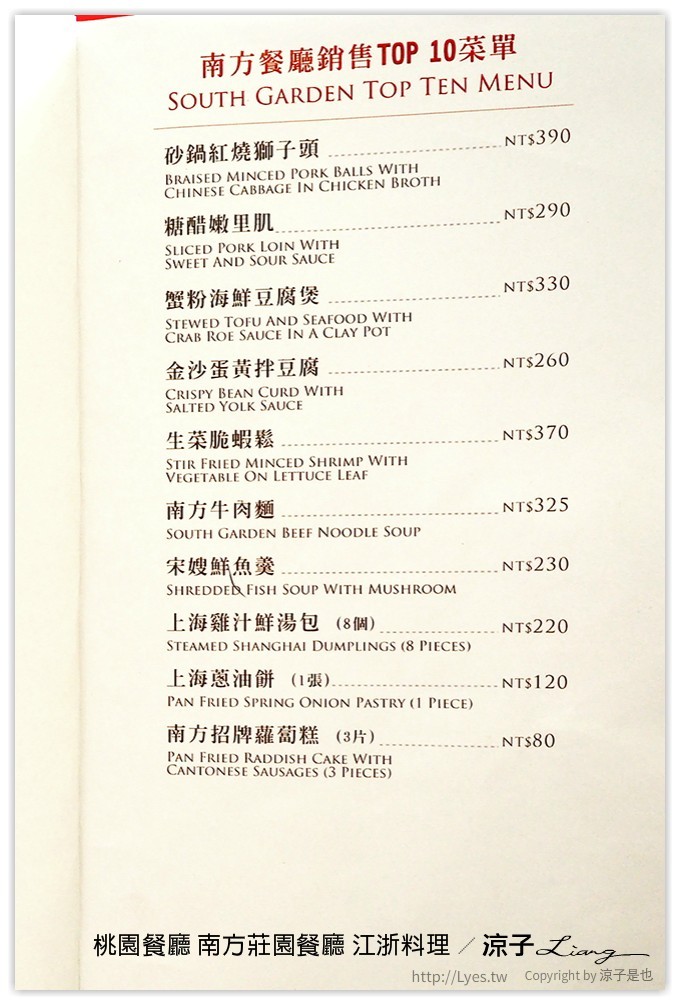 南方餐廳銷售TOP 10菜單
SOUTH GARDEN TOP TEN MENU
砂鍋紅燒獅子頭 NT$390
BRAISED MINCED PORK BALLS WITH
CHINESE CABBAGE IN CHICKEN BROTH
糖醋嫩里肌 NT$290
SLICED PORK LOIN WITH
SWEET AND SOUR SAUCE
蟹粉海鮮豆腐煲 NT$330
STEWED TOFU AND SEAFOOD WITH
CRAB ROE SAUCE IN A CLAY POT
金沙蛋黃拌豆腐 NT$260
CRISPY BEAN CURD WITH
SALTED YOLK SAUCE
生菜脆蝦鬆 NT$370
STIR FRIED MINCED SHRIMP WITH
VEGETABLE ON LETTUCE LEAF
南方牛肉麵 NT$325
SOUTH GARDEN BEEF NOODLE SOUP
宋嫂鮮魚羹 NT$230
SHREDDED FISH SOUP WITH MUSHROOM
上海雞汁鮮湯包 (8個) NT$220
STEAMED SHANGHAI DUMPLINGS (8 PIECES)
上海蔥油餅 (1張) NT$120
PAN FRIED SPRING ONION PASTRY (1 PIECE)
南方招牌蘿蔔糕 (3片) NT$80
PAN FRIED RADDISH CAKE WITH
CANTONESE SAUSAGES (3 PIECES)
桃園餐廳 南方莊園餐廳 江浙料理 / 涼子 Liang
http://Lyes.tw Copyright by 涼子是也